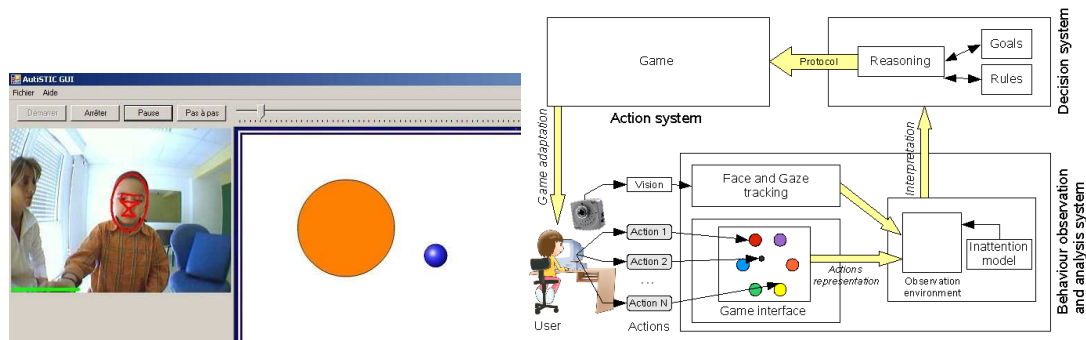 AutiSTIC GUI
Fichier Aide
Démarrer Arrêter Pause Pas à pas
Game
Action system
Protocol
Reasoning
Goals
Rules
Decision system
Game adaptation
Interpretation
Vision
Face and Gaze
tracking
Action 1
Action 2
...
Action N
User
Actions
Game interface
Actions
representation
Observation
environment
Inattention
model
Behaviour observation
and analysis system